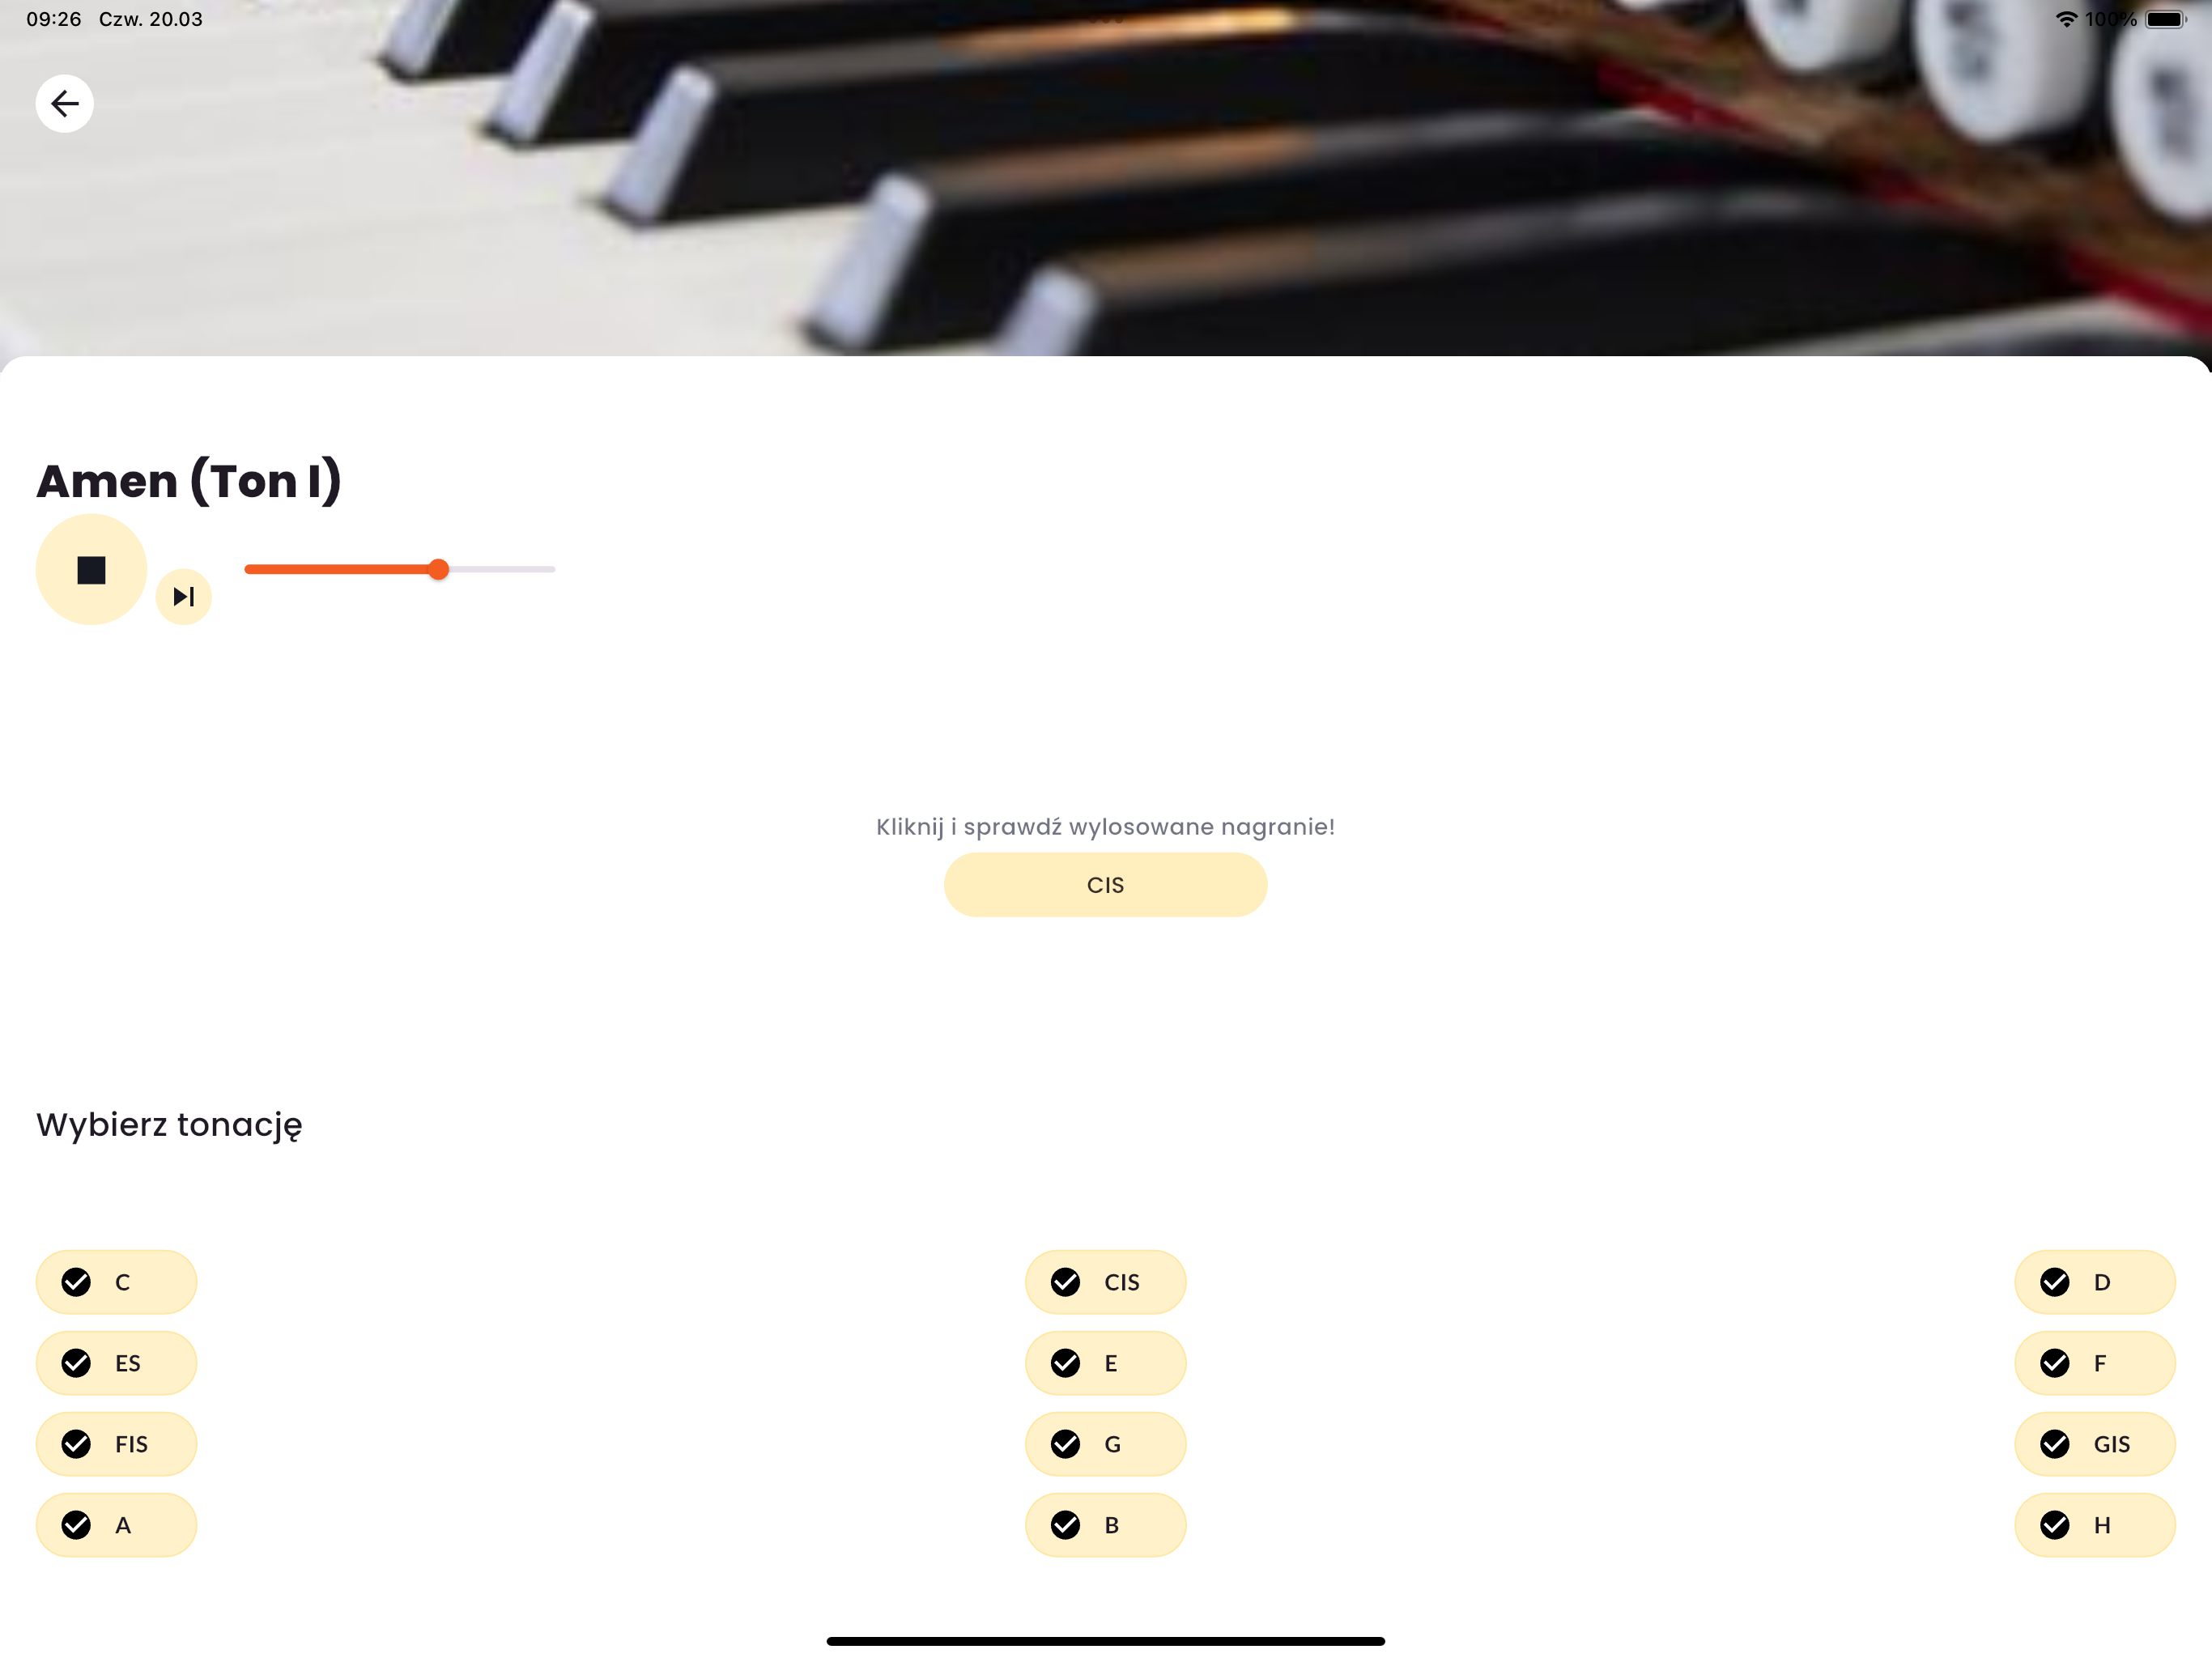 09:26 Czw. 20.03
100%
Amen (Ton I)
Kliknij i sprawdź wylosowane nagranie!
CIS
Wybierz tonację
C
CIS
D
ES
E
F
FIS
G
GIS
A
B
H